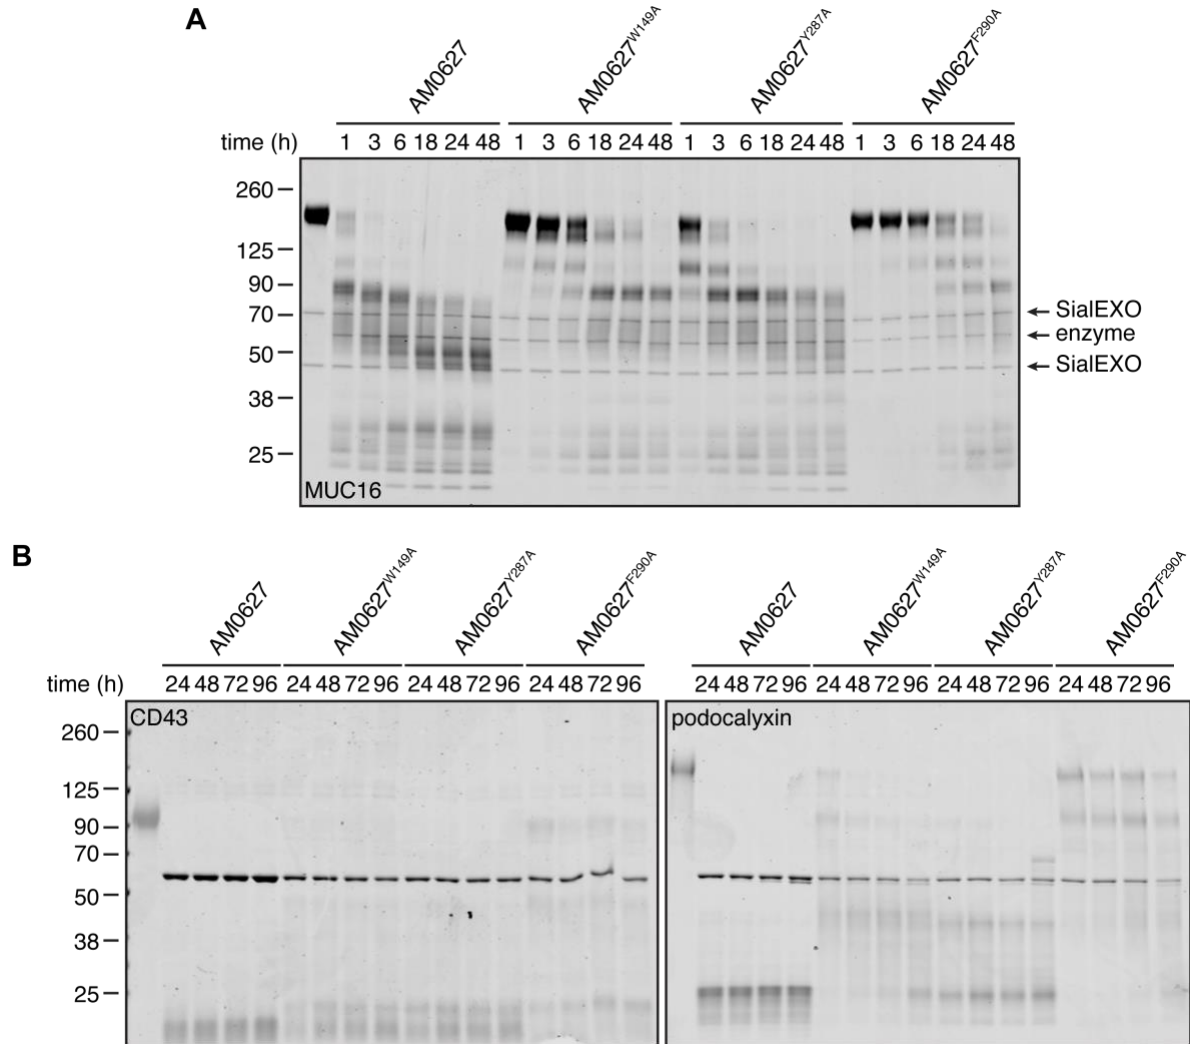 A
AM0627 AM0627W149A AM0627Y287A AM0627F290A
time (h) 1 3 6 18 24 48 1 3 6 18 24 48 1 3 6 18 24 48 1 3 6 18 24 48
260
125
90
70
50
38
25
SialEXO
enzyme
SialEXO
MUC16
B
AM0627 AM0627W149A AM0627Y287A AM0627F290A AM0627 AM0627W149A AM0627Y287A AM0627F290A
time (h) 24 48 72 96 24 48 72 96 24 48 72 96 24 48 72 96 24 48 72 96 24 48 72 96 24 48 72 96 24 48 72 96
CD43 podocalyxin
260
125
90
70
50
38
25